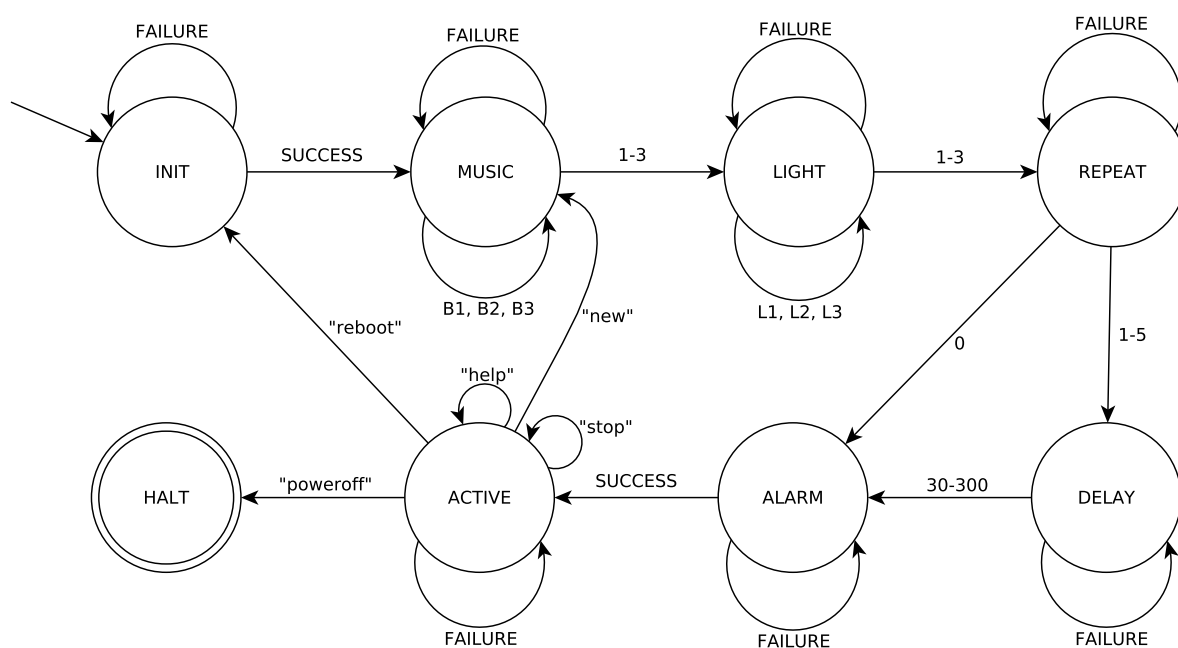 FAILURE
FAILURE
FAILURE
FAILURE
INIT
SUCCESS
MUSIC
1-3
LIGHT
1-3
REPEAT
B1, B2, B3
L1, L2, L3
"reboot"
"new"
0
1-5
"help"
"stop"
HALT
"poweroff"
ACTIVE
SUCCESS
ALARM
30-300
DELAY
FAILURE
FAILURE
FAILURE